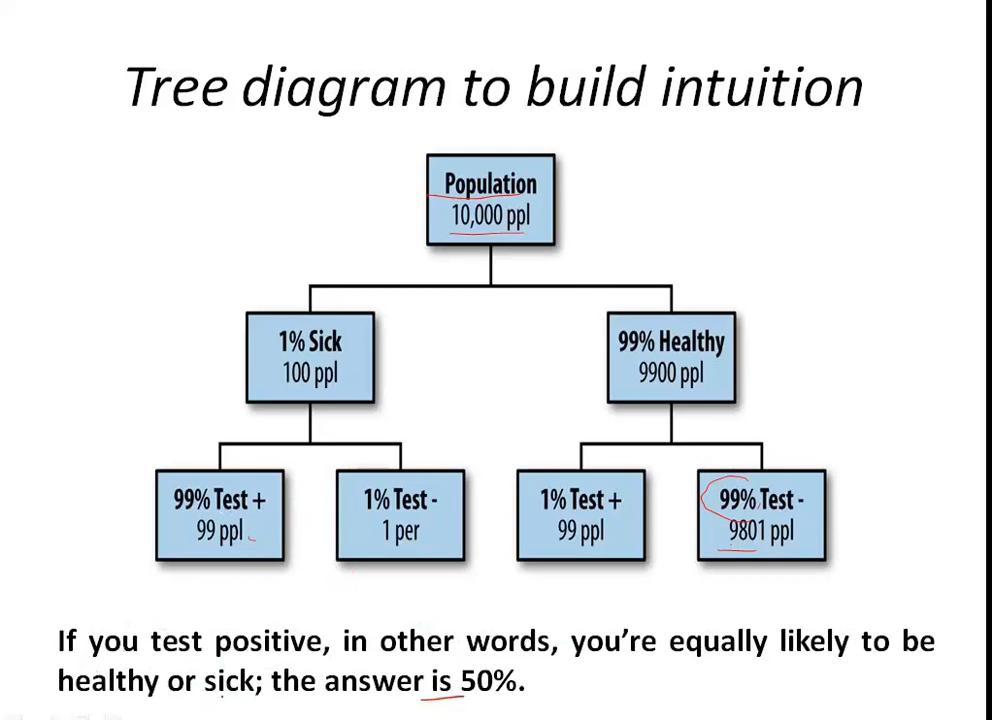 Tree diagram to build intuition
Population
10,000 ppl
1% Sick
100 ppl
99% Healthy
9900 ppl
99% Test +
99 ppl
1% Test -
1 per
1% Test +
99 ppl
99% Test -
9801 ppl
If you test positive, in other words, you're equally likely to be
healthy or sick; the answer is 50%.